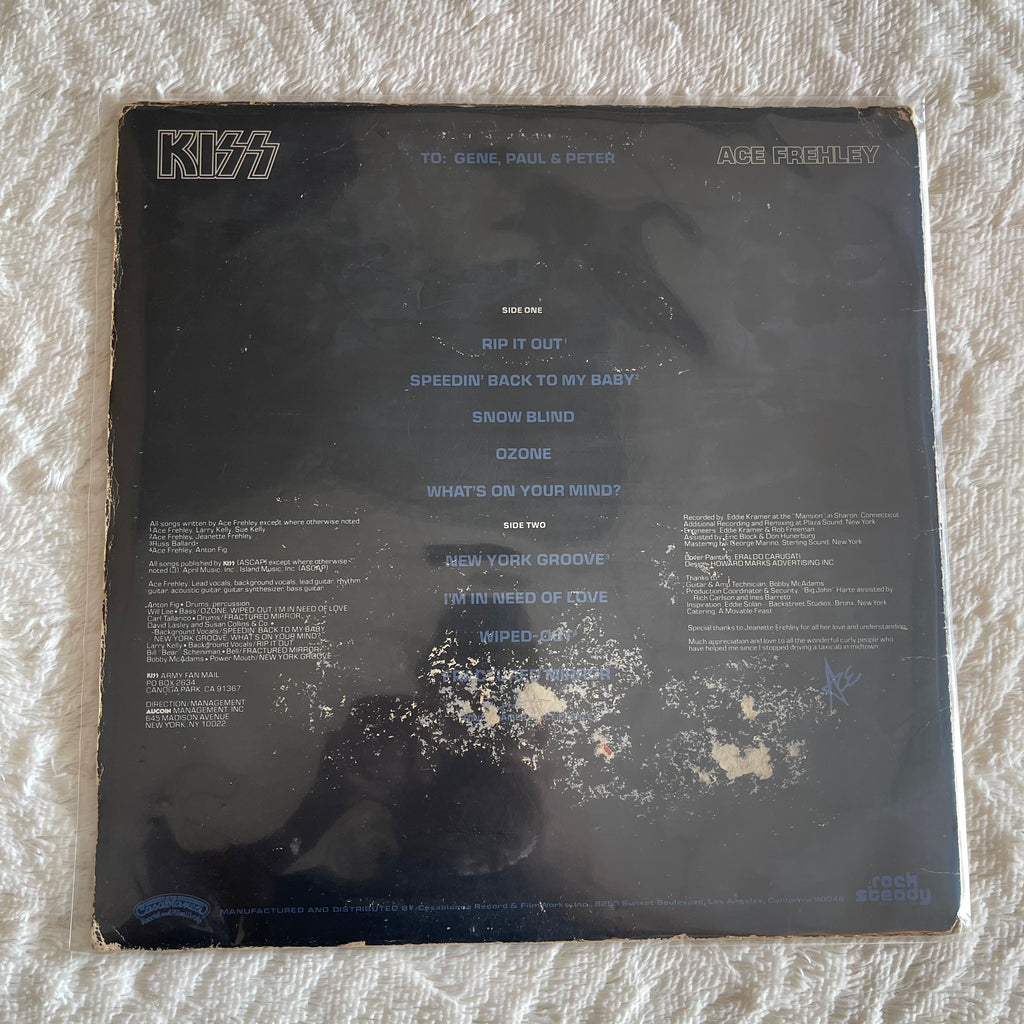 KISS
TO: GENE, PAUL & PETER
ACE FREHLEY
SIDE ONE
RIP IT OUT¹
SPEEDIN' BACK TO MY BABY²
SNOW BLIND
OZONE
WHAT'S ON YOUR MIND?
SIDE TWO
NEW YORK GROOVE³
I'M IN NEED OF LOVE
WIPED-OUT
FRACTURED MIRROR
All songs written by Ace Frehley except where otherwise noted
¹Ace Frehley, Larry Kelly, Sue Kelly
²Ace Frehley, Jeanette Frehley
³Russ Ballard
⁴Ace Frehley, Anton Fig
All songs published by KISS (ASCAP) except where otherwise
noted (3). April Music, Inc., Island Music, Inc. (ASCAP)
Ace Frehley: Lead vocals, background vocals, lead guitar, rhythm
guitar, acoustic guitar, guitar synthesizer, bass guitar
Anton Fig • Drums, percussion
Will Lee • Bass/OZONE, WIPED OUT, I'M IN NEED OF LOVE
Carl Tallarico • Drums/FRACTURED MIRROR
David Lasley and Susan Collins & Co. •
Background Vocals/SPEEDIN' BACK TO MY BABY,
NEW YORK GROOVE, WHAT'S ON YOUR MIND?
Larry Kelly • Background Vocals/RIP IT OUT
Bill "Bear" Scheniman • Bell/FRACTURED MIRROR
Bobby McAdams • Power Mouth/NEW YORK GROOVE
KISS ARMY FAN MAIL
PO BOX 2634
CANOGA PARK, CA 91367
DIRECTION/MANAGEMENT
AUCOIN MANAGEMENT, INC.
645 MADISON AVENUE
NEW YORK, NY 10022
Recorded by: Eddie Kramer at the "Mansion" in Sharon, Connecticut
Additional Recording and Remixing at Plaza Sound, New York
Engineers: Eddie Kramer & Rob Freeman
Assisted by: Eric Block & Don Hunerburg
Mastering by: George Marino, Sterling Sound, New York
Cover Painting: ERALDO CARUGATI
Design: HOWARD MARKS ADVERTISING INC.
Thanks to:
Guitar & Amp Technician, Bobby McAdams
Production Coordinator & Security, "Big John" Harte assisted by
Rich Carlson and Ines Barreto
Inspiration: Eddie Solan - Backstreet Studios, Bronx, New York
Catering: A Movable Feast
Special thanks to Jeanette Frehley for all her love and understanding
Much appreciation and love to all the wonderful curly people who
have helped me since I stopped driving a taxicab in midtown
ACE
Casablanca
Record and FilmWorks
MANUFACTURED AND DISTRIBUTED BY Casablanca Record & FilmWorks, Inc., 8255 Sunset Boulevard, Los Angeles, California 90046
rock
steady